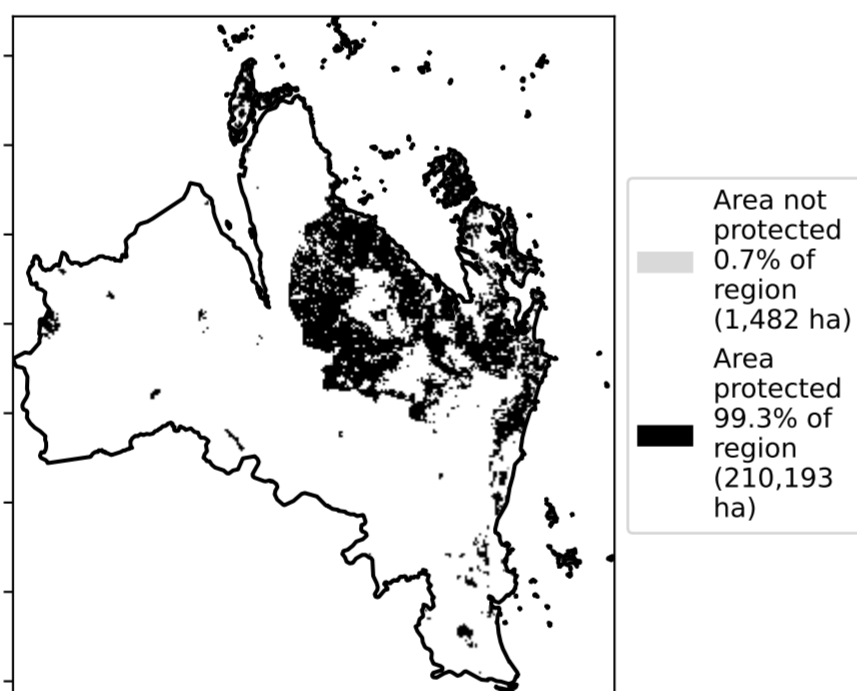 Area not
protected
0.7% of
region
(1,482 ha)
Area
protected
99.3% of
region
(210,193
ha)